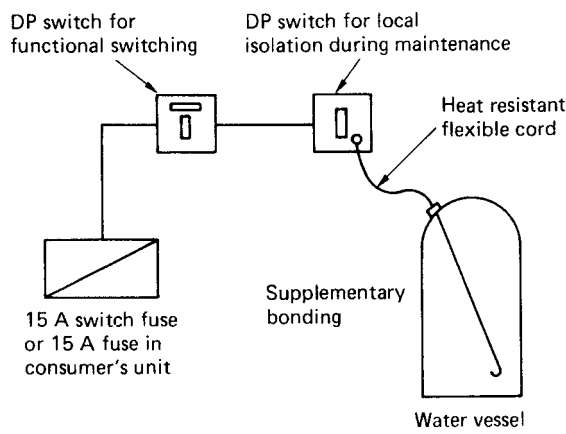 DP switch for
functional switching
DP switch for local
isolation during maintenance
Heat resistant
flexible cord
Supplementary
bonding
15 A switch fuse
or 15 A fuse in
consumer's unit
Water vessel